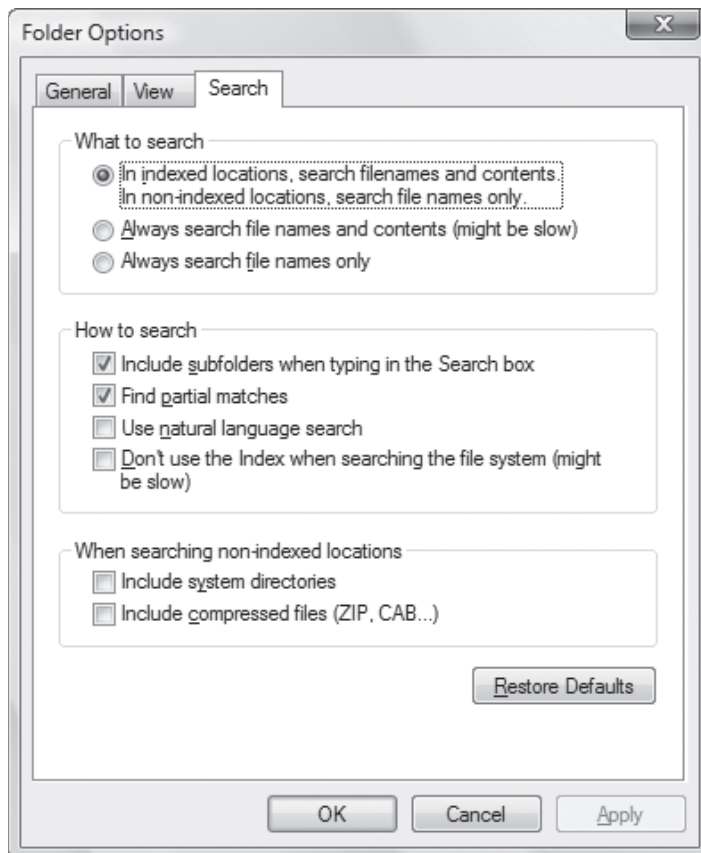 Folder Options
X
General View Search
What to search
In indexed locations, search filenames and contents.
In non-indexed locations, search file names only.
Always search file names and contents (might be slow)
Always search file names only
How to search
Include subfolders when typing in the Search box
Find partial matches
Use natural language search
Don't use the Index when searching the file system (might
be slow)
When searching non-indexed locations
Include system directories
Include compressed files (ZIP, CAB...)
Restore Defaults
OK Cancel Apply